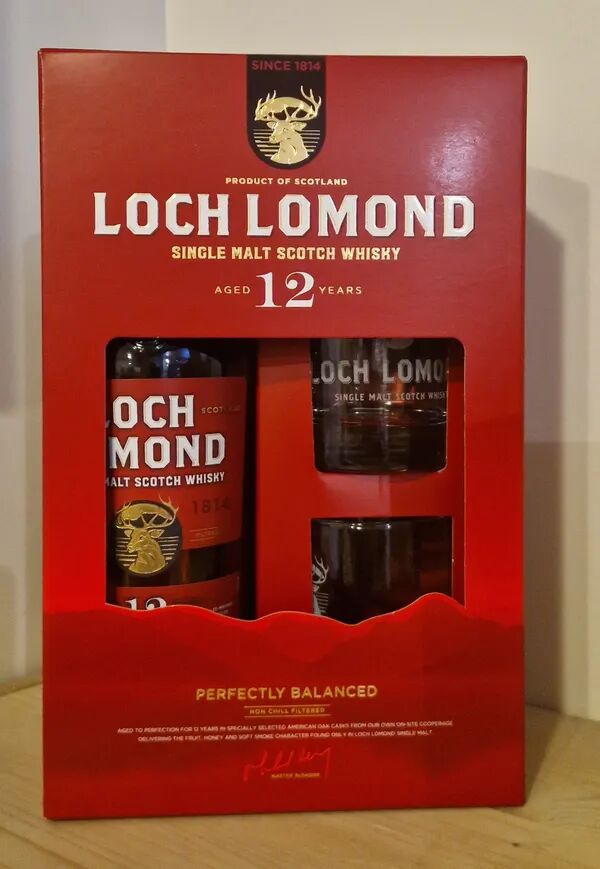 SINCE 1814
PRODUCT OF SCOTLAND
LOCH LOMOND
SINGLE MALT SCOTCH WHISKY
AGED 12 YEARS
LOCH
SCOTLAND
MOND
MALT SCOTCH WHISKY
1814
12
LOCH LOMO
SINGLE MALT SCOTCH WHISKY
PERFECTLY BALANCED
NON CHILL FILTERED
AGED TO PERFECTION FOR 12 YEARS IN SPECIALLY SELECTED AMERICAN OAK CASKS FROM OUR OWN ON-SITE COOPERAGE
DELIVERING THE FRUIT, HONEY AND SOFT SMOKE CHARACTER FOUND ONLY IN LOCH LOMOND SINGLE MALT.
MASTER BLENDER